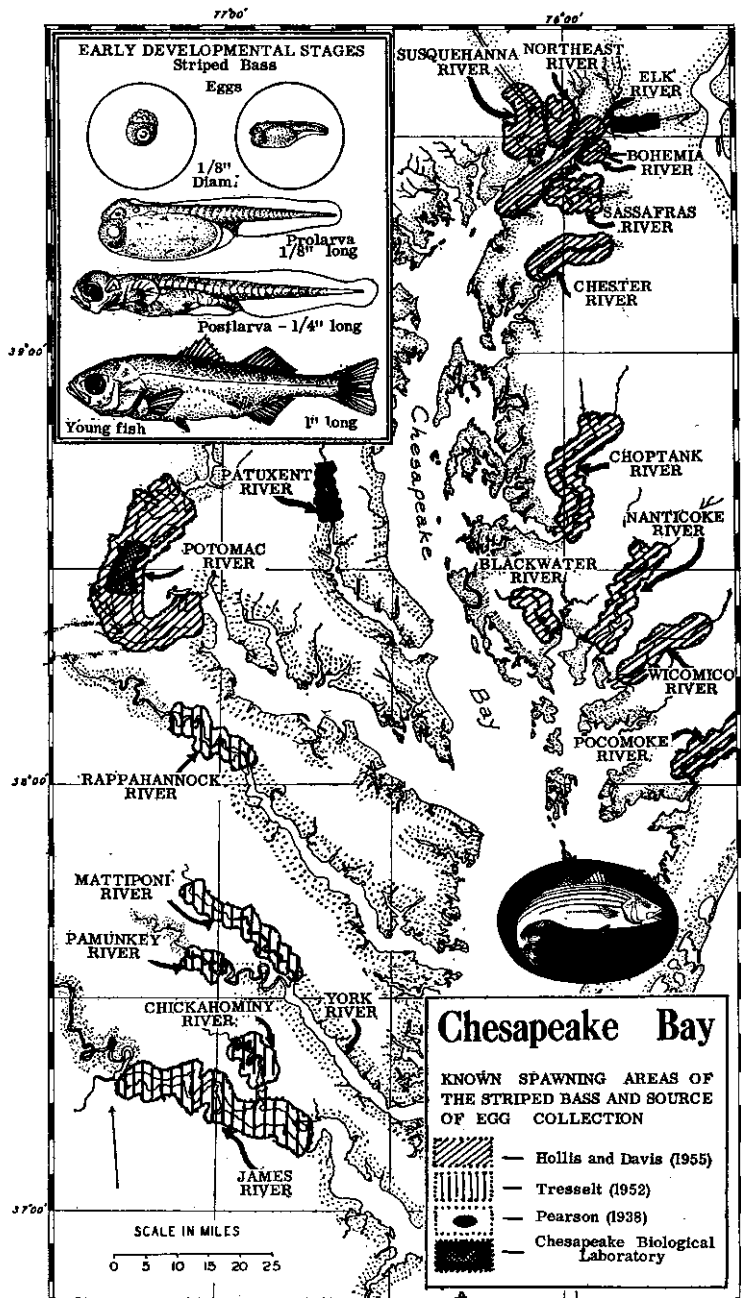 77°00'
76°00'
EARLY DEVELOPMENTAL STAGES
Striped Bass
Eggs
1/8"
Diam.
Prolarva
1/8" long
Postlarva - 1/4" long
Young fish
1" long
SUSQUEHANNA
RIVER
NORTHEAST
RIVER
ELK
RIVER
BOHEMIA
RIVER
SASSAFRAS
RIVER
CHESTER
RIVER
39°00'
Chesapeake
Bay
CHOPTANK
RIVER
PATUXENT
RIVER
NANTICOKE
RIVER
POTOMAC
RIVER
BLACKWATER
RIVER
WICOMICO
RIVER
POCOMOKE
RIVER
RAPPAHANNOCK
RIVER
38°00'
MATTIPONI
RIVER
PAMUNKEY
RIVER
CHICKAHOMINY
RIVER
YORK
RIVER
JAMES
RIVER
37°00'
SCALE IN MILES
0 5 10 15 20 25
Chesapeake Bay
KNOWN SPAWNING AREAS OF
THE STRIPED BASS AND SOURCE
OF EGG COLLECTION
— Hollis and Davis (1955)
— Tresselt (1952)
— Pearson (1938)
— Chesapeake Biological
Laboratory